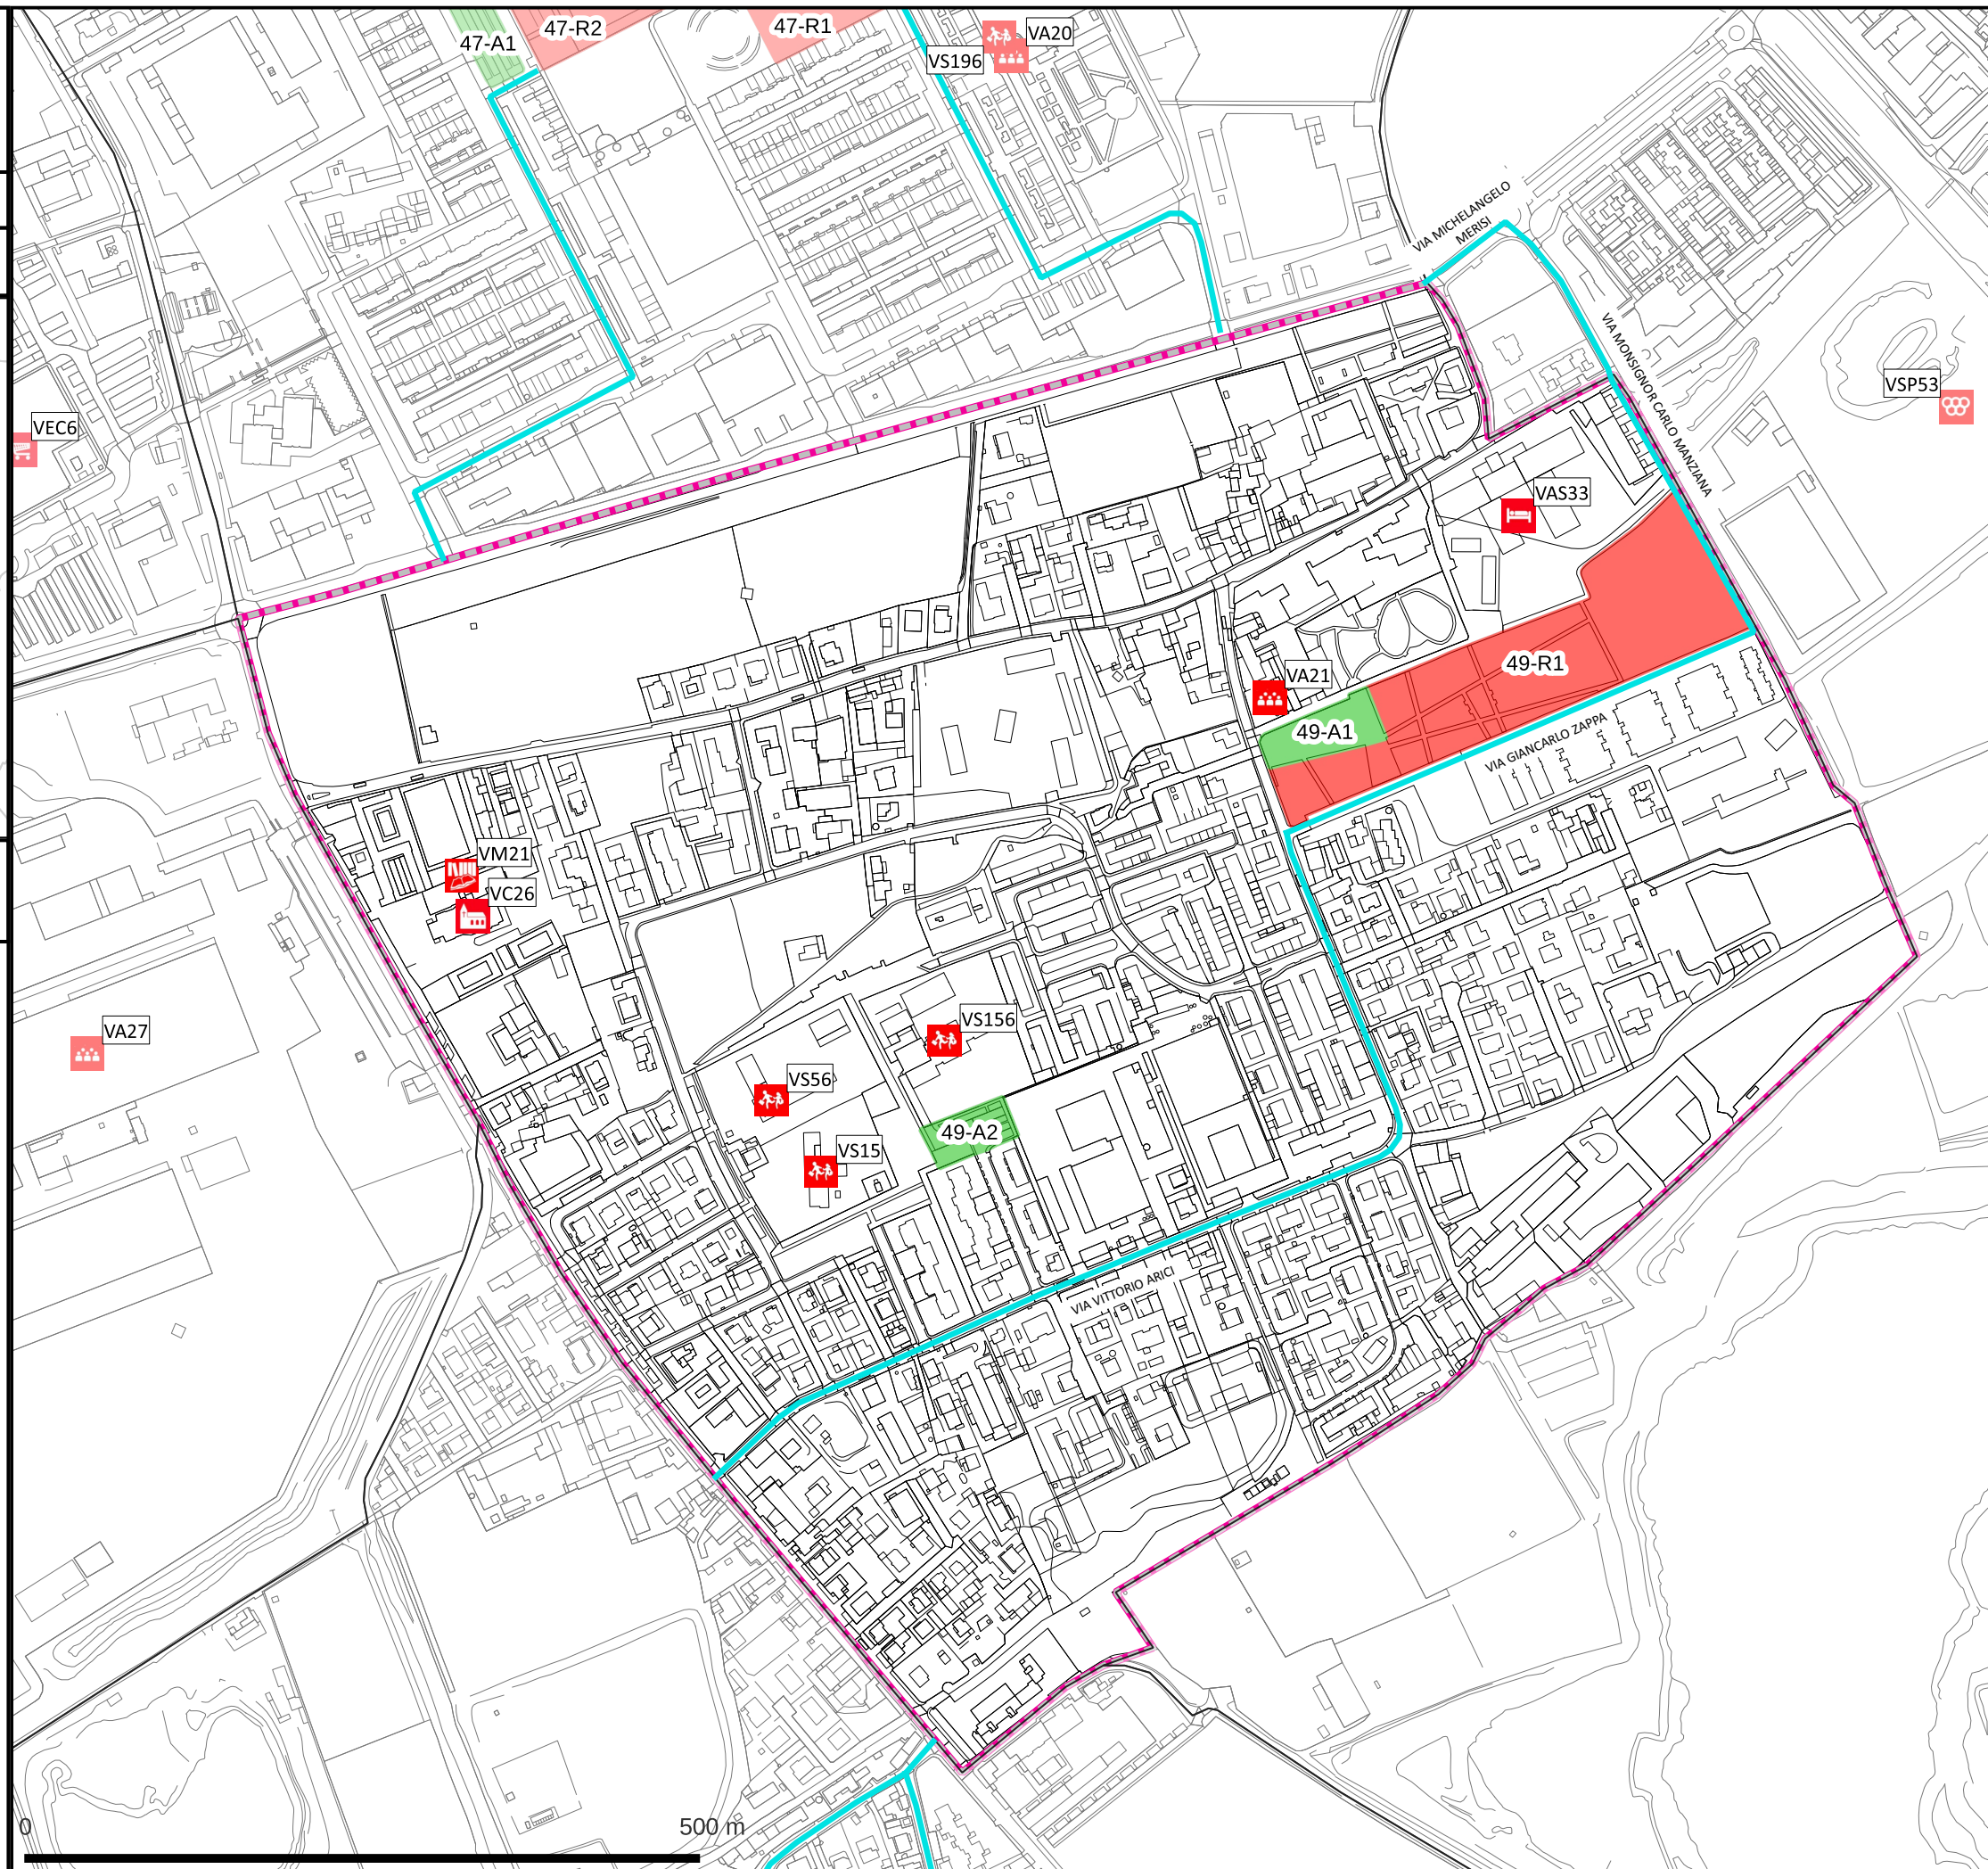 47-A1
47-R2
47-R1
VS196
VA20
VIA MICHELANGELO
MERISI
VIA MONSIGNOR CARLO MANZIANA
VSP53
VEC6
VAS33
49-R1
VA21
49-A1
VIA GIANCARLO ZAPPA
VM21
VC26
VA27
VS156
VS56
49-A2
VS15
VIA VITTORIO ARICI
0
500 m